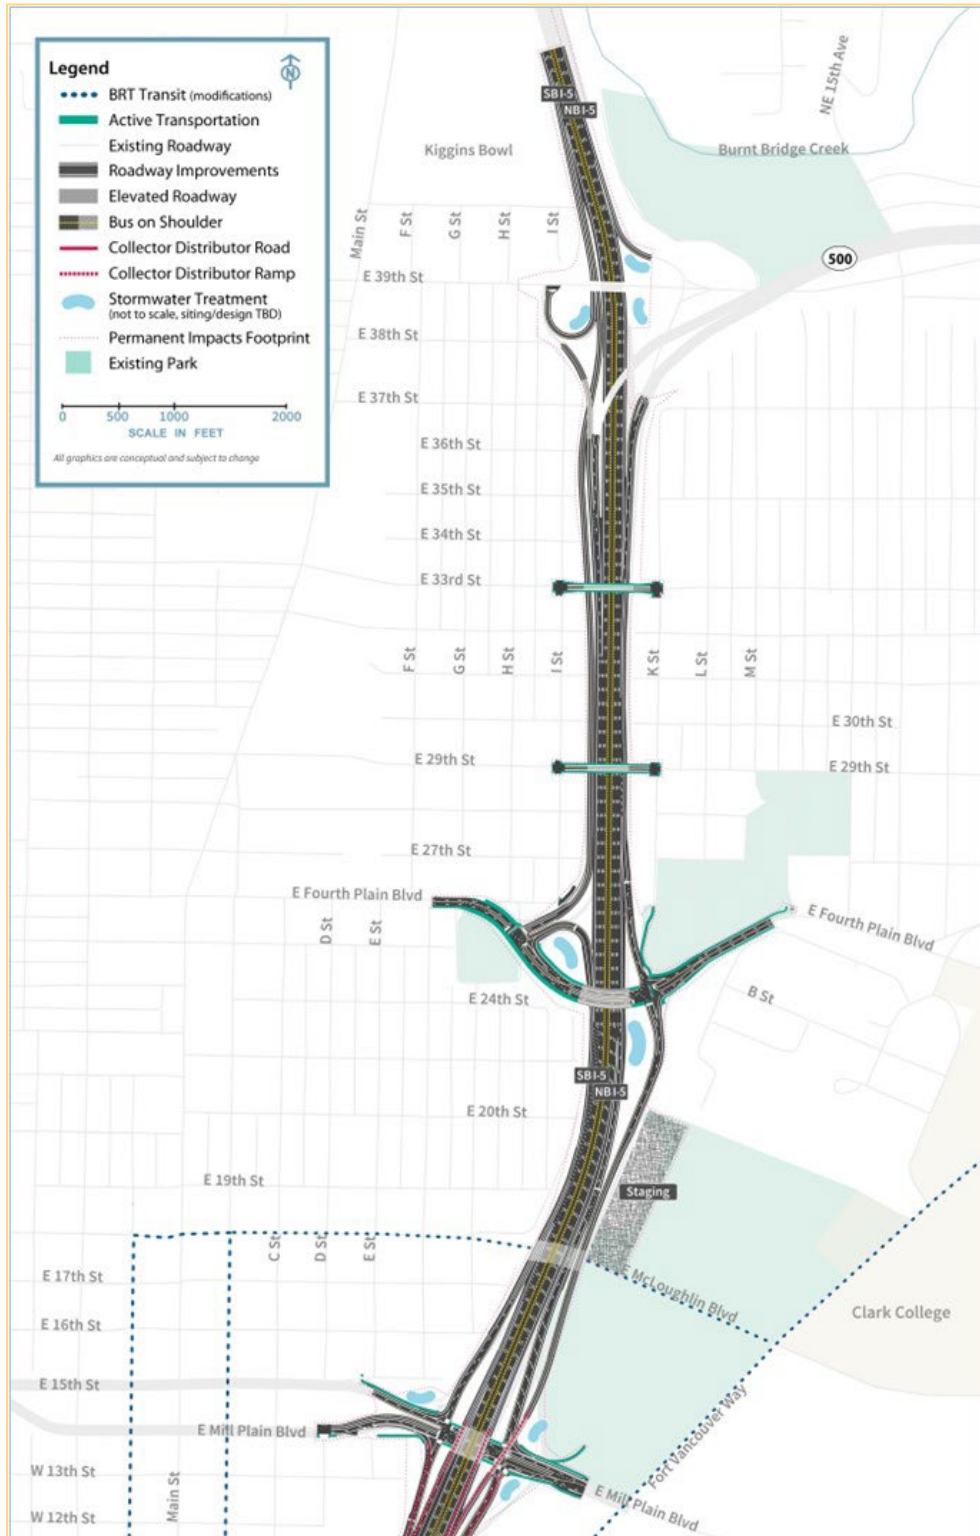 Legend
N
BRT Transit (modifications)
Active Transportation
Existing Roadway
Roadway Improvements
Elevated Roadway
Bus on Shoulder
Collector Distributor Road
Collector Distributor Ramp
Stormwater Treatment
(not to scale, siting/design TBD)
Permanent Impacts Footprint
Existing Park
0 500 1000 2000
SCALE IN FEET
All graphics are conceptual and subject to change
SB I-5
NB I-5
NE 15th Ave
Kiggins Bowl
Burnt Bridge Creek
Main St
F St
G St
H St
I St
500
E 39th St
E 38th St
E 37th St
E 36th St
E 35th St
E 34th St
E 33rd St
F St
G St
H St
I St
K St
L St
M St
E 30th St
E 29th St
E 29th St
E 27th St
E Fourth Plain Blvd
E Fourth Plain Blvd
D St
E St
E 24th St
B St
SB I-5
NB I-5
E 20th St
E 19th St
Staging
C St
D St
E St
E 17th St
E McLoughlin Blvd
Clark College
E 16th St
E 15th St
Fort Vancouver Way
E Mill Plain Blvd
W 13th St
Main St
E Mill Plain Blvd
W 12th St